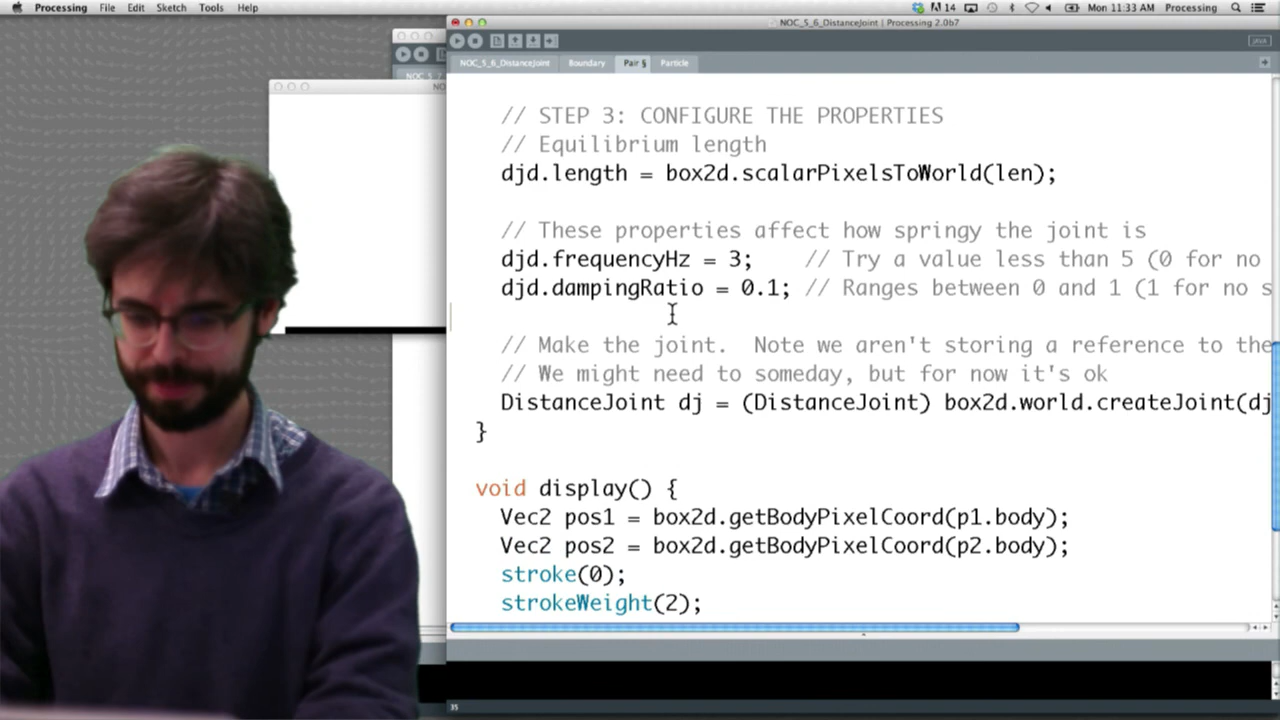 Processing File Edit Sketch Tools Help 14 Mon 11:33 AM Processing
NOC_5_6_DistanceJoint | Processing 2.0b7
JAVA
NOC_5_7
NOC_5_6_DistanceJoint Boundary Pair § Particle
NO
// STEP 3: CONFIGURE THE PROPERTIES
// Equilibrium length
djd.length = box2d.scalarPixelsToWorld(len);
// These properties affect how springy the joint is
djd.frequencyHz = 3; // Try a value less than 5 (0 for no
djd.dampingRatio = 0.1; // Ranges between 0 and 1 (1 for no s
// Make the joint. Note we aren't storing a reference to the
// We might need to someday, but for now it's ok
DistanceJoint dj = (DistanceJoint) box2d.world.createJoint(dj
}
void display() {
Vec2 pos1 = box2d.getBodyPixelCoord(p1.body);
Vec2 pos2 = box2d.getBodyPixelCoord(p2.body);
stroke(0);
strokeWeight(2);
35